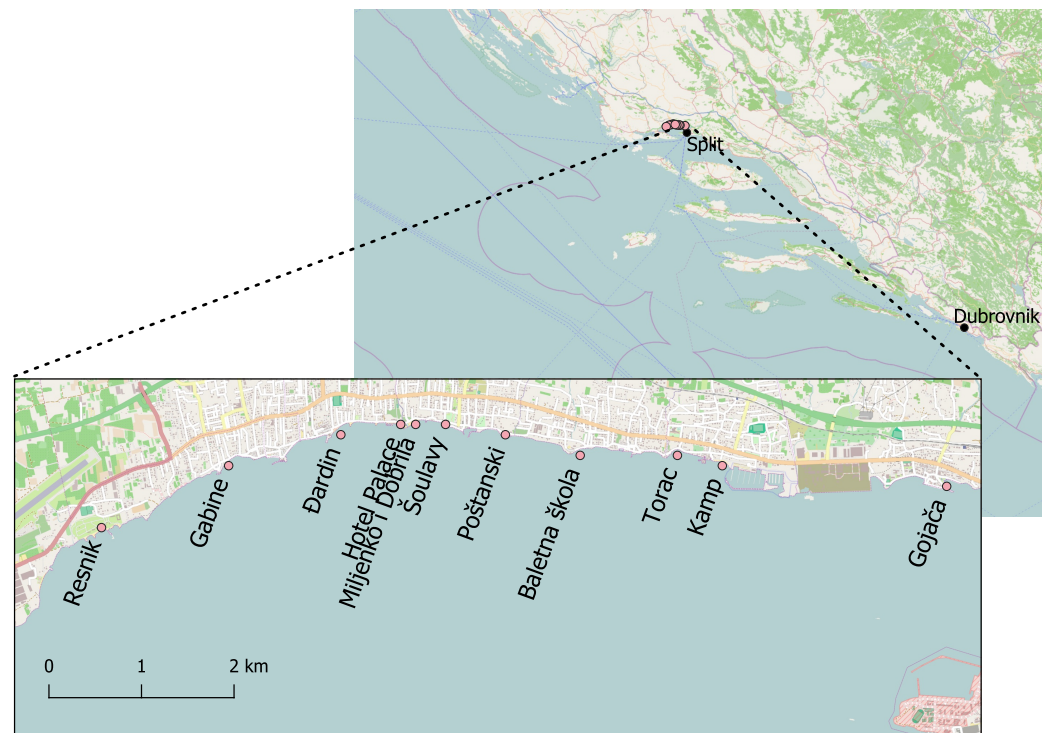 Split
Dubrovnik
Resnik
Gabine
Đardin
Hotel Palace
Miljenko i Dobrila
Šoulavy
Poštanski
Baletna škola
Torac
Kamp
Gojača
0 1 2 km